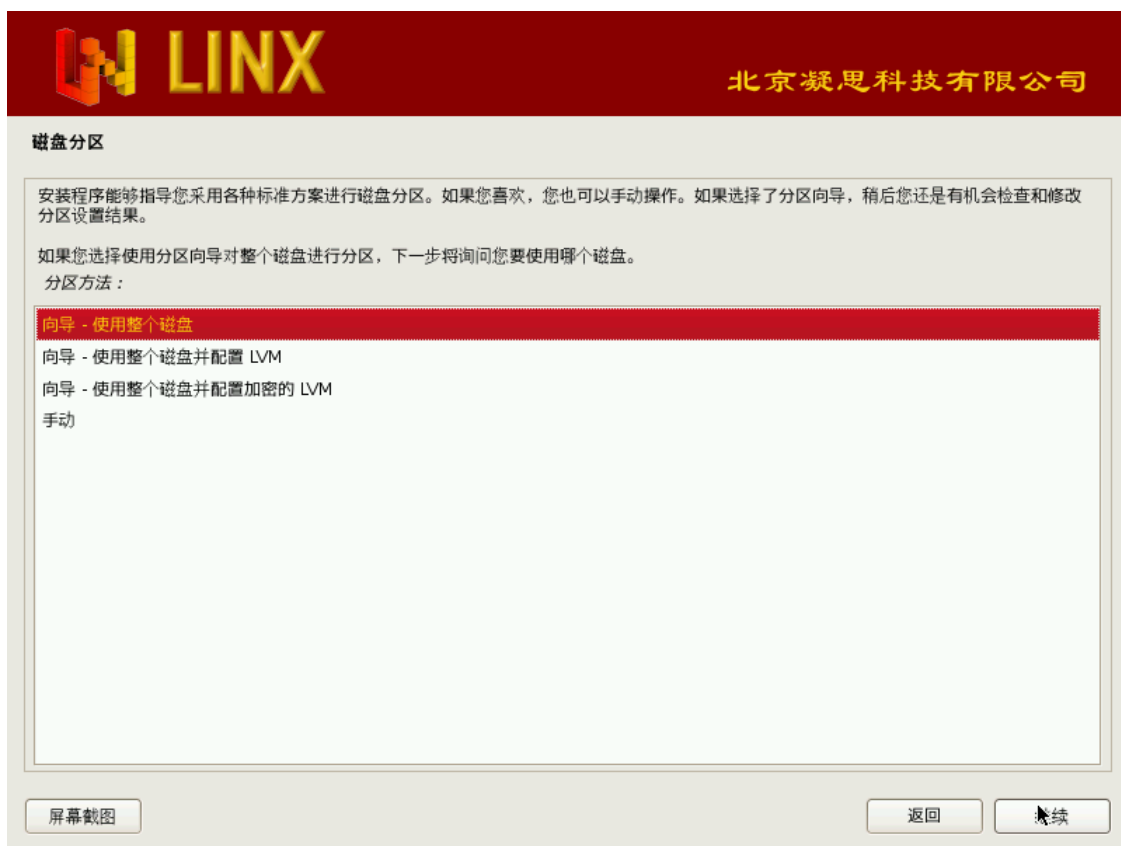 LINX
北京凝思科技有限公司
磁盘分区
安装程序能够指导您采用各种标准方案进行磁盘分区。如果您喜欢，您也可以手动操作。如果选择了分区向导，稍后您还是有机会检查和修改
分区设置结果。
如果您选择使用分区向导对整个磁盘进行分区，下一步将询问您要使用哪个磁盘。
分区方法：
向导 - 使用整个磁盘
向导 - 使用整个磁盘并配置 LVM
向导 - 使用整个磁盘并配置加密的 LVM
手动
屏幕截图
返回
续